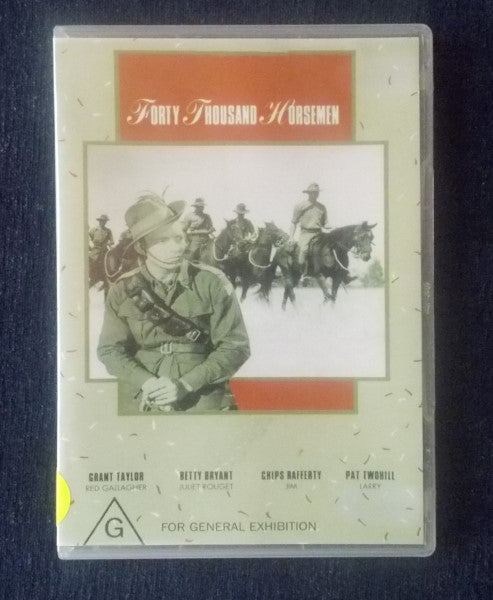 FORTY THOUSAND HORSEMEN
GRANT TAYLOR BETTY BRYANT CHIPS RAFFERTY PAT TWOHILL
RED GALLAGHER JULIET ROUGET JIM LARRY
G FOR GENERAL EXHIBITION